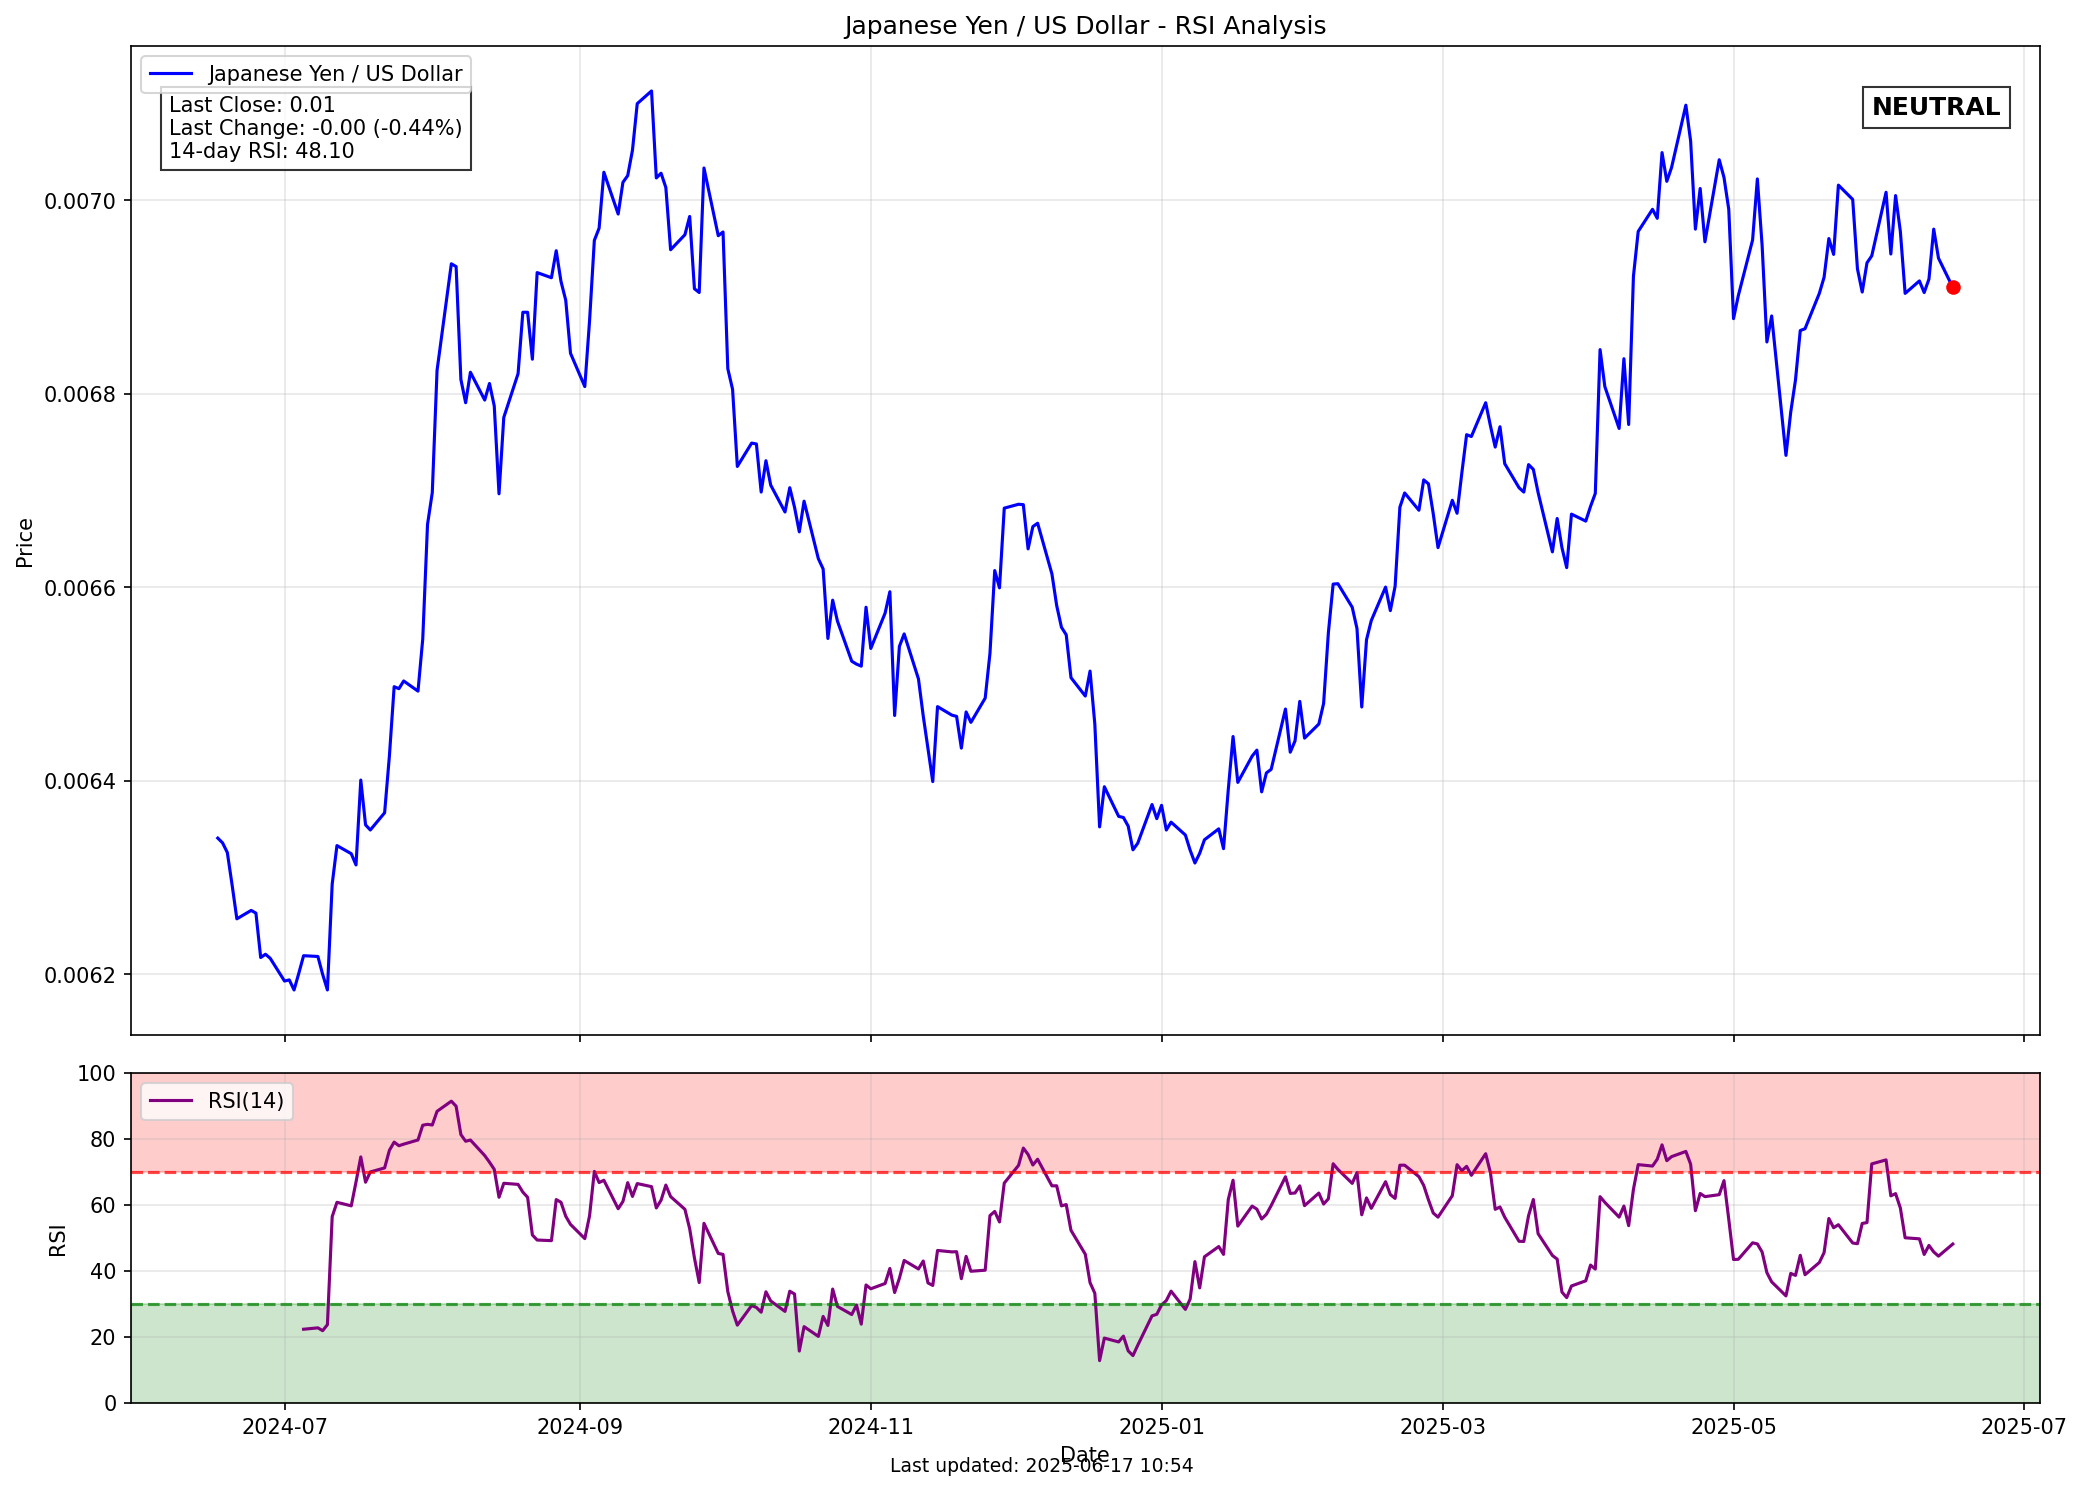 Japanese Yen / US Dollar - RSI Analysis
Japanese Yen / US Dollar
Last Close: 0.01
Last Change: -0.00 (-0.44%)
14-day RSI: 48.10
NEUTRAL
Price
0.0070
0.0068
0.0066
0.0064
0.0062
RSI(14)
RSI
100
80
60
40
20
0
2024-07
2024-09
2024-11
2025-01
2025-03
2025-05
2025-07
Date
Last updated: 2025-06-17 10:54